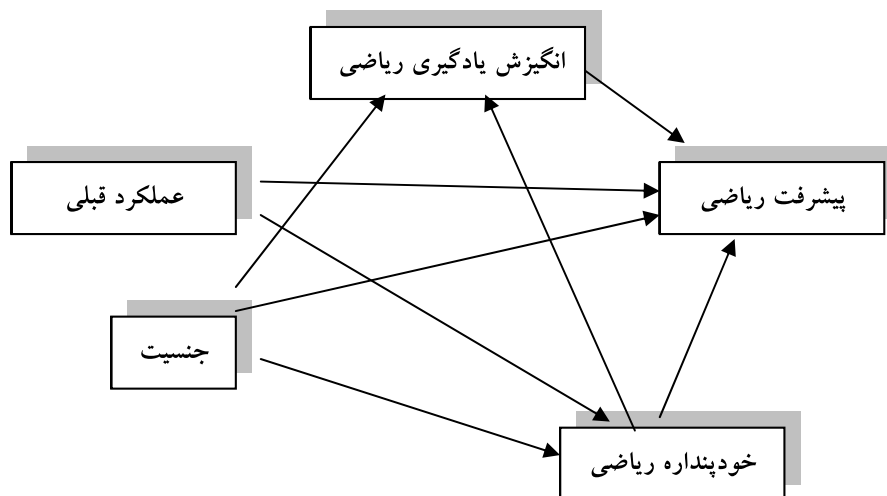 انگیزش یادگیری ریاضی
عملکرد قبلی
پیشرفت ریاضی
جنسیت
خودپنداره ریاضی